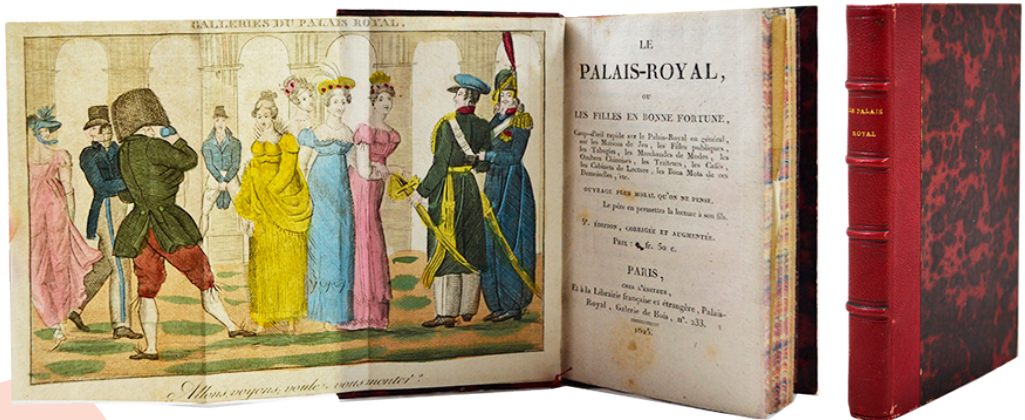 GALLERIES DU PALAIS ROYAL.
Allons, voyons, voulez-vous monter?
LE
PALAIS-ROYAL,
OU
LES FILLES EN BONNE FORTUNE,
Coup-d'œil rapide sur le Palais-Royal en général,
sur les Maisons de Jeu, les Filles publiques,
les Tabagies, les Marchandes de Modes, les
Ombres Chinoises, les Traiteurs, les Cafés,
les Cabinets de Lecture, les Bons Mots de ces
Demoiselles, etc.
OUVRAGE PLUS MORAL QU'ON NE PENSE.
Le père en permettra la lecture à son fils.
ÉDITION, CORRIGÉE ET AUGMENTÉE.
Prix : fr. 50 c.
PARIS,
CHEZ L'ÉDITEUR,
Et à la Librairie française et étrangère, Palais-
Royal, Galerie de Bois, n°. 233.
LE PALAIS
ROYAL